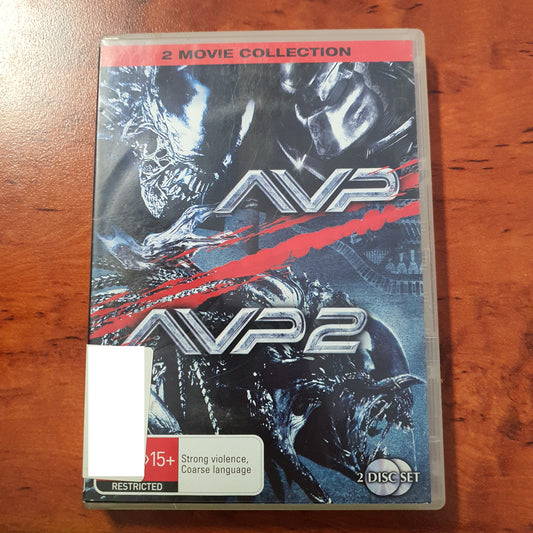 2 MOVIE COLLECTION
AVP
AVP2
15+
Strong violence,
Coarse language
RESTRICTED
2 DISC SET